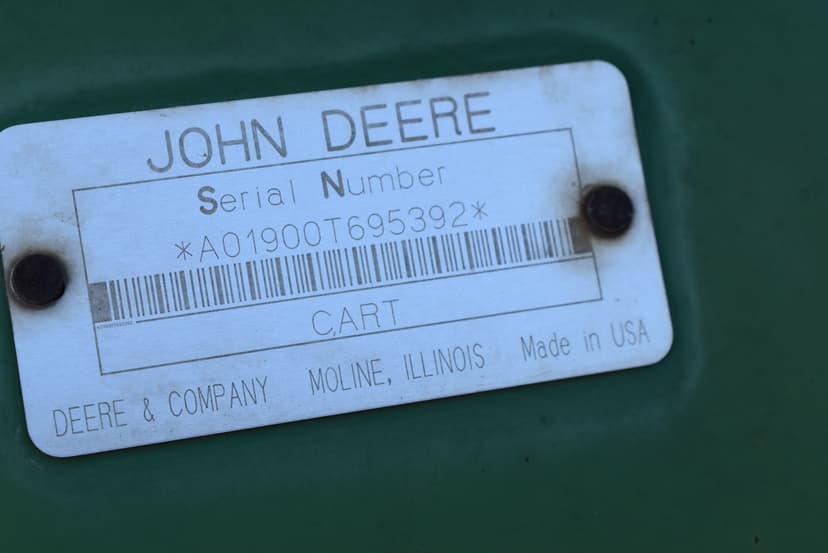 JOHN DEERE
Serial Number
*A01900T695392*
CART
DEERE & COMPANY MOLINE, ILLINOIS Made in USA